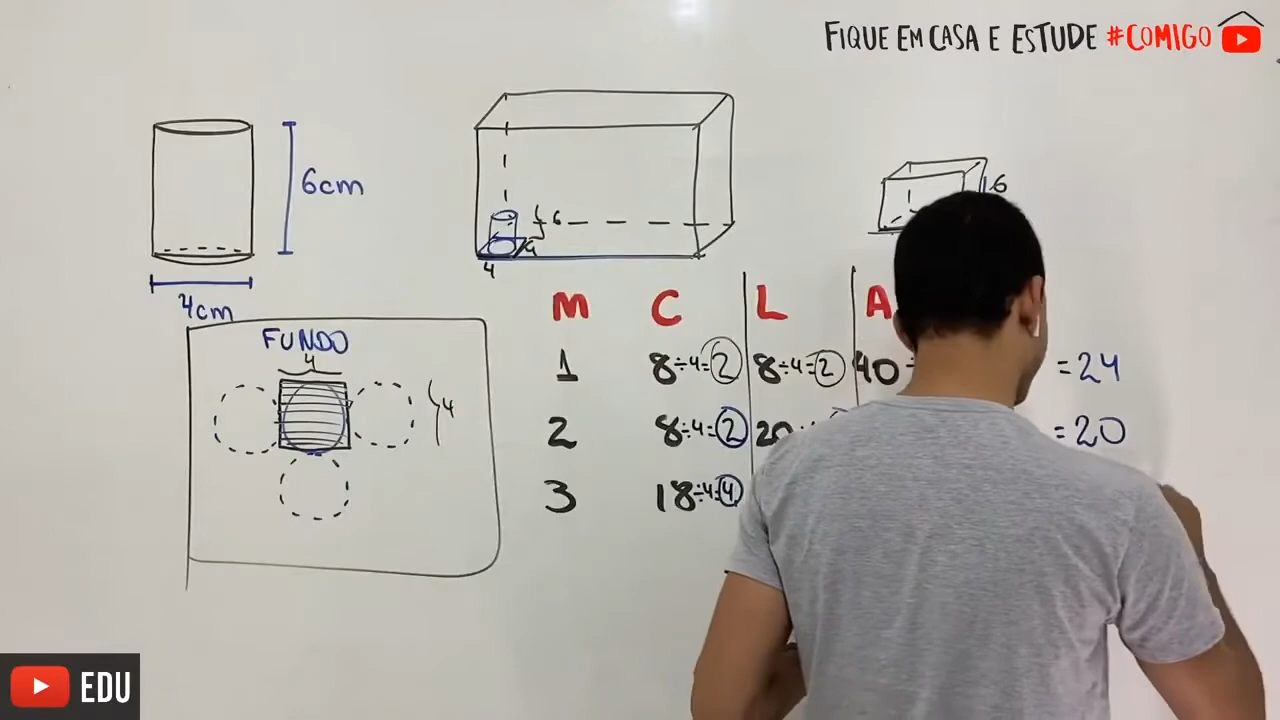 FIQUE EM CASA E ESTUDE #COMIGO
6cm
4cm
6
4
4
6
FUNDO
4
4
M C L A
1 8÷4=2 8÷4=2 40÷ =24
2 8÷4=2 20 =20
3 18÷4=4
EDU